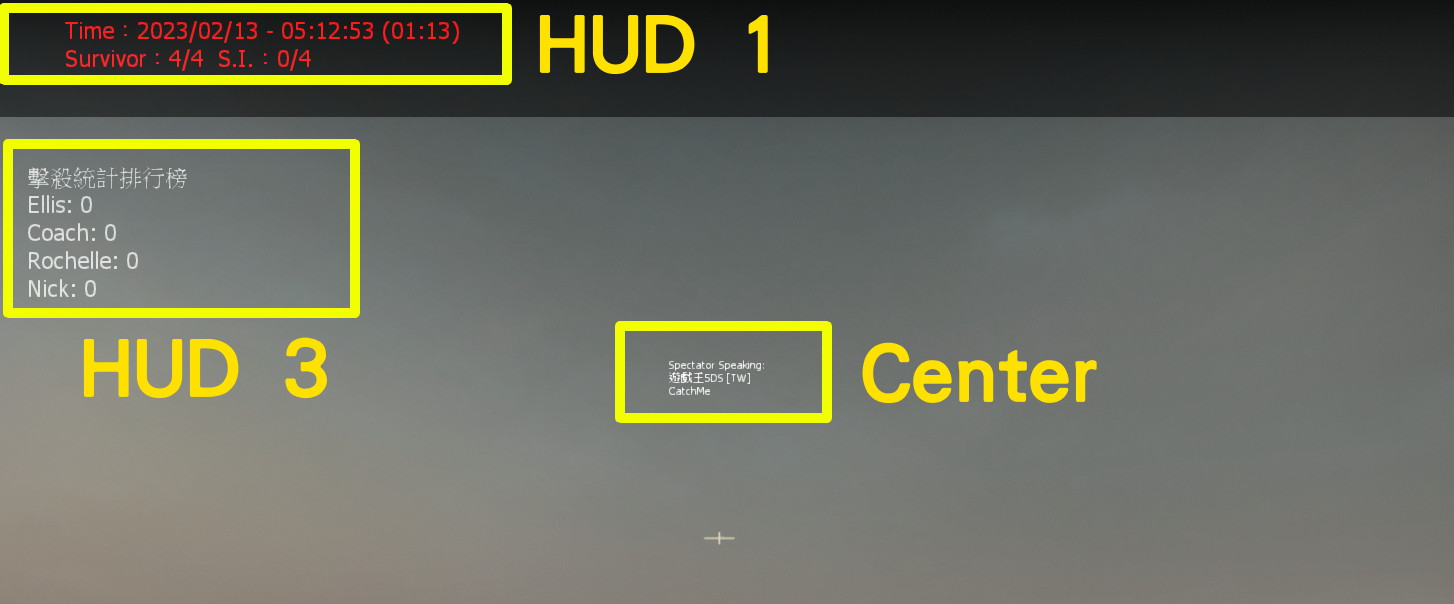 Time : 2023/02/13 - 05:12:53 (01:13)
Survivor : 4/4  S.I. : 0/4
HUD 1
擊殺統計排行榜
Ellis: 0
Coach: 0
Rochelle: 0
Nick: 0
HUD 3
Spectator Speaking:
遊戲王5DS [TW]
CatchMe
Center